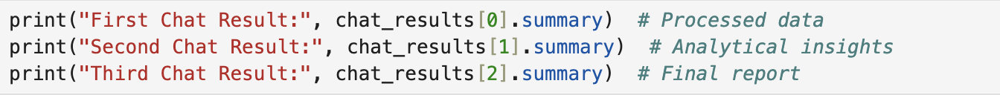 print("First Chat Result:", chat_results[0].summary)  # Processed data
print("Second Chat Result:", chat_results[1].summary)  # Analytical insights
print("Third Chat Result:", chat_results[2].summary)  # Final report